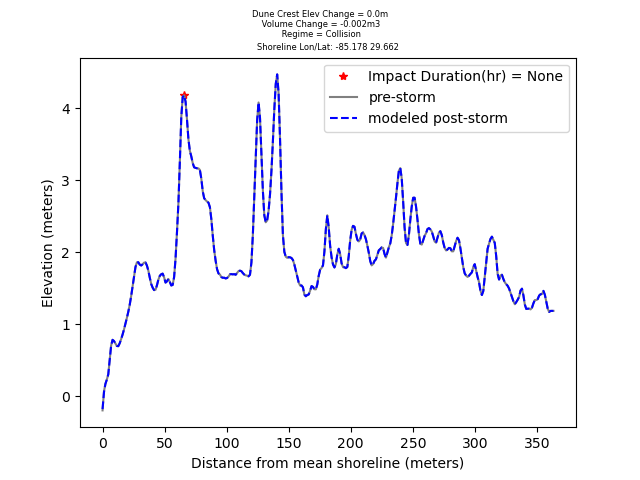 Dune Crest Elev Change = 0.0m
Volume Change = -0.002m3
Regime = Collision
Shoreline Lon/Lat: -85.178 29.662
Impact Duration(hr) = None
pre-storm
modeled post-storm
Elevation (meters)
4
3
2
1
0
0 50 100 150 200 250 300 350
Distance from mean shoreline (meters)